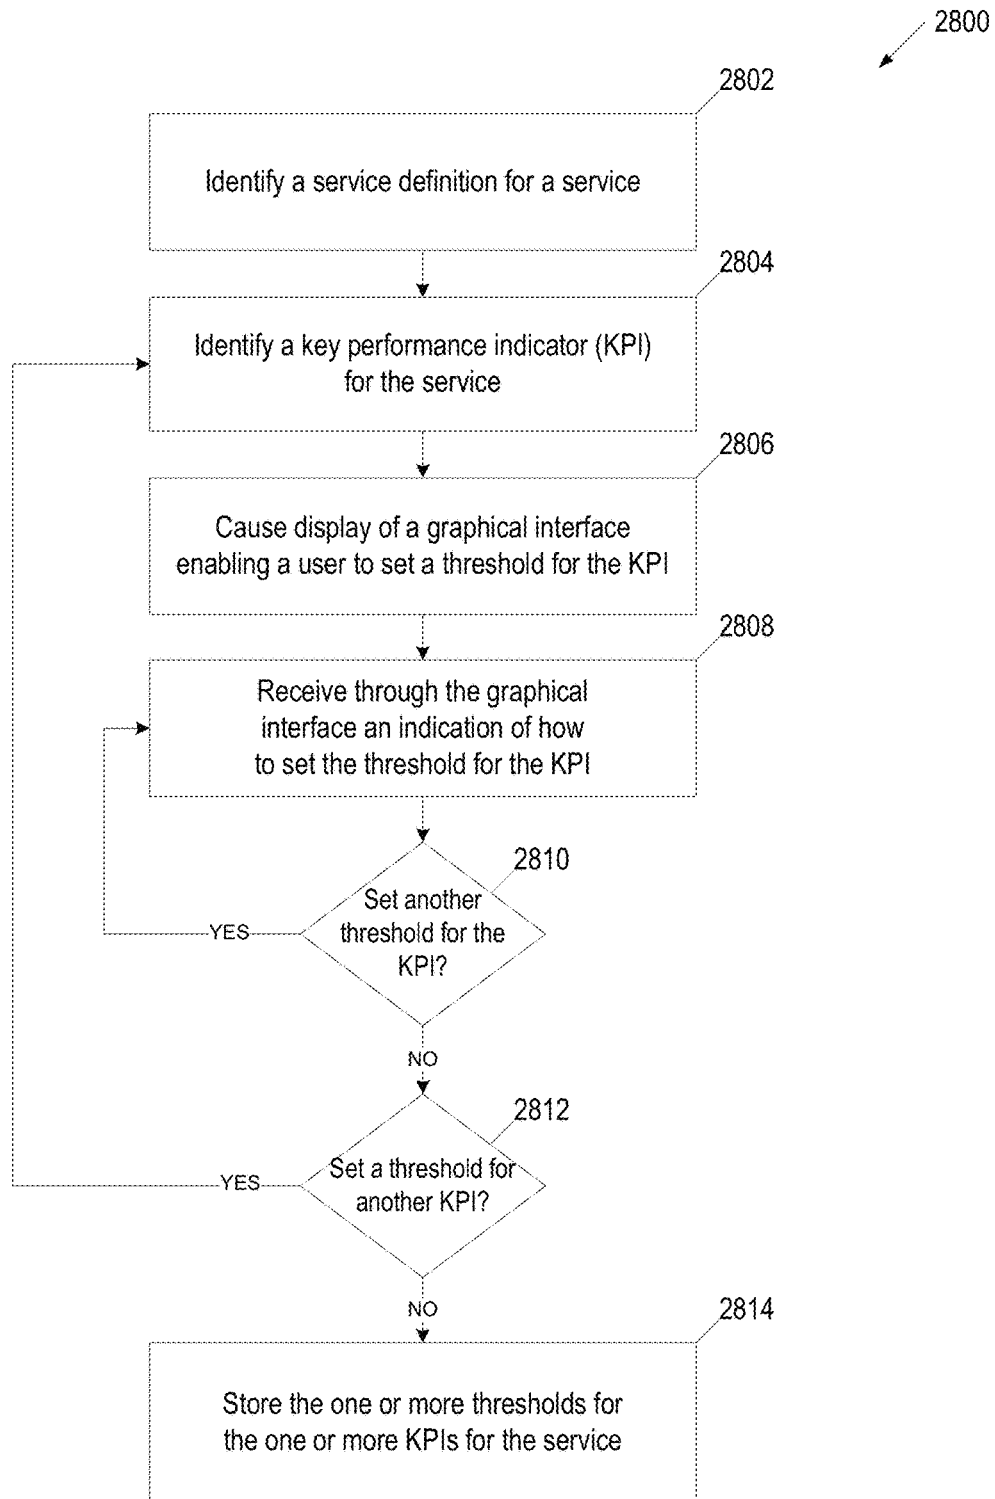 2800
2802
Identify a service definition for a service
2804
Identify a key performance indicator (KPI)
for the service
2806
Cause display of a graphical interface
enabling a user to set a threshold for the KPI
2808
Receive through the graphical
interface an indication of how
to set the threshold for the KPI
2810
Set another
threshold for the
KPI?
YES
NO
2812
Set a threshold for
another KPI?
YES
NO
2814
Store the one or more thresholds for
the one or more KPIs for the service